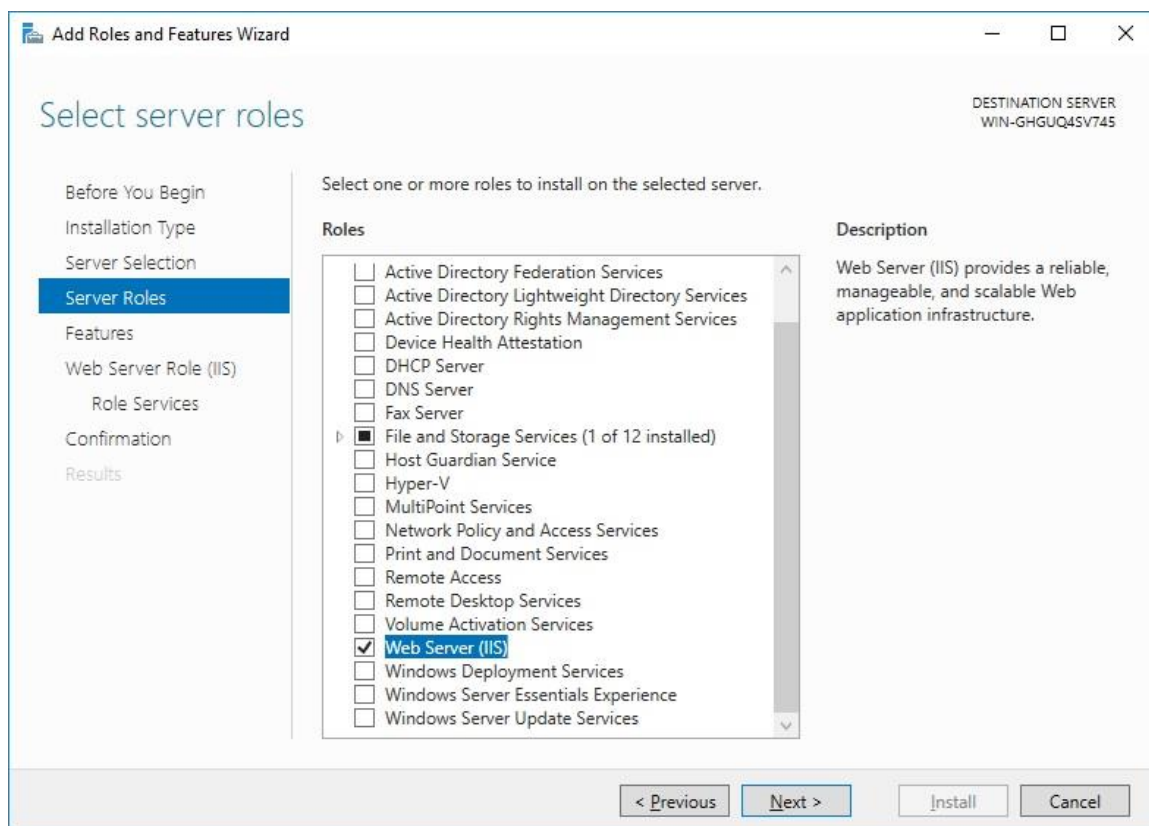 Add Roles and Features Wizard
Select server roles
DESTINATION SERVER
WIN-GHGUQ4SV745
Before You Begin
Installation Type
Server Selection
Server Roles
Features
Web Server Role (IIS)
Role Services
Confirmation
Results
Select one or more roles to install on the selected server.
Roles
Active Directory Federation Services
Active Directory Lightweight Directory Services
Active Directory Rights Management Services
Device Health Attestation
DHCP Server
DNS Server
Fax Server
File and Storage Services (1 of 12 installed)
Host Guardian Service
Hyper-V
MultiPoint Services
Network Policy and Access Services
Print and Document Services
Remote Access
Remote Desktop Services
Volume Activation Services
Web Server (IIS)
Windows Deployment Services
Windows Server Essentials Experience
Windows Server Update Services
Description
Web Server (IIS) provides a reliable,
manageable, and scalable Web
application infrastructure.
< Previous
Next >
Install
Cancel